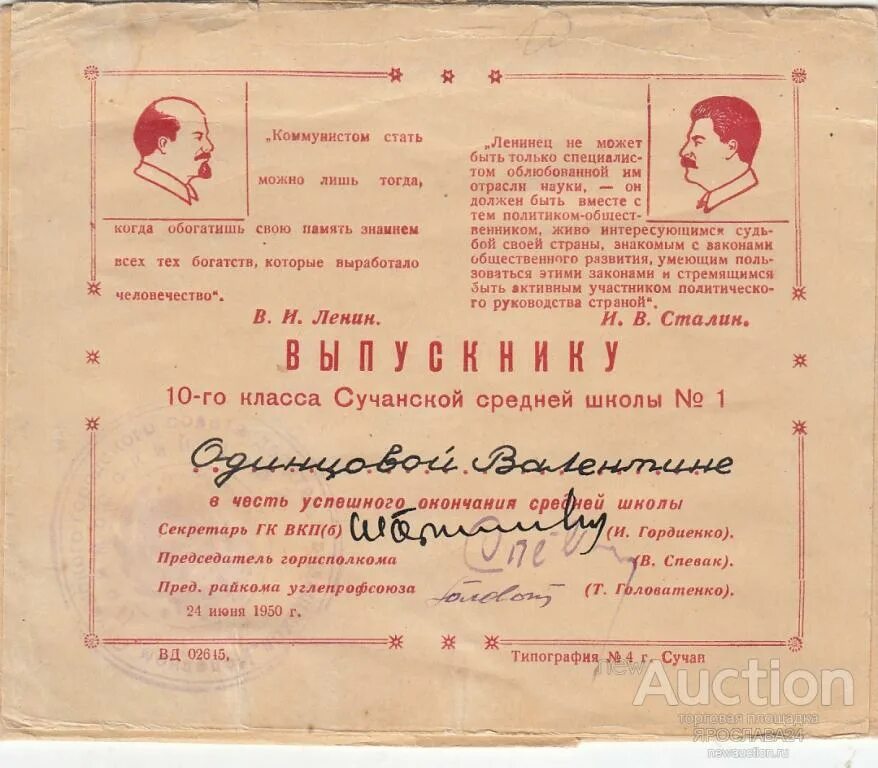 „Коммунистом стать
можно лишь тогда,
когда обогатишь свою память знанием
всех тех богатств, которые выработало
человечество“.
В. И. Ленин.
„Ленинец не может
быть только специалис-
том облюбованной им
отрасли науки, — он
должен быть вместе с
тем политиком-общест-
венником, живо интересующимся судь-
бой своей страны, знакомым с законами
общественного развития, умеющим поль-
зоваться этими законами и стремящимся
быть активным участником политическо-
го руководства страной“.
И. В. Сталин.
ВЫПУСКНИКУ
10-го класса Сучанской средней школы № 1
Одинцовой Валентине
в честь успешного окончания средней школы
Секретарь ГК ВКП(б) (И. Гордиенко).
Председатель горисполкома (В. Спевак).
Пред. райкома углепрофсоюза (Т. Головатенко).
24 июня 1950 г.
ВД 02645.
Типография № 4 г. Сучан
newAuction
торговая площадка
ЯРОСЛАВА24
newauction.ru